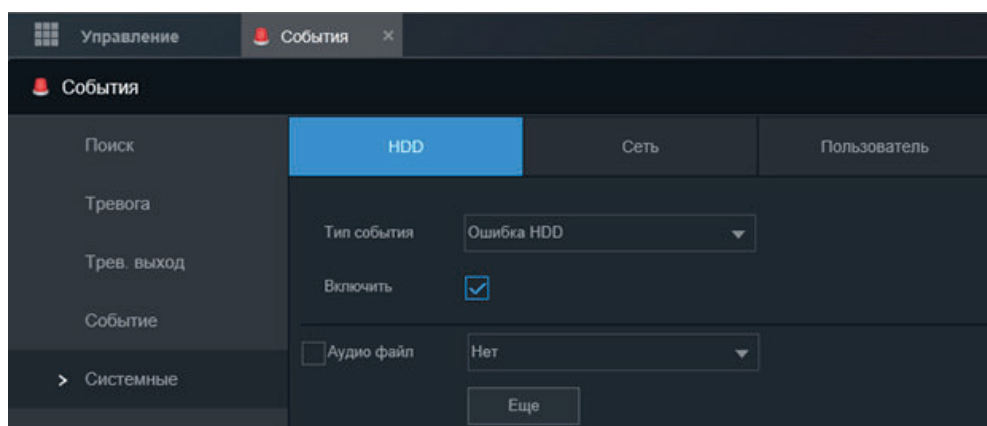 Управление
События ×
События
Поиск
HDD
Сеть
Пользователь
Тревога
Тип события
Ошибка HDD
Трев. выход
Включить
Событие
Аудио файл
Нет
> Системные
Еще